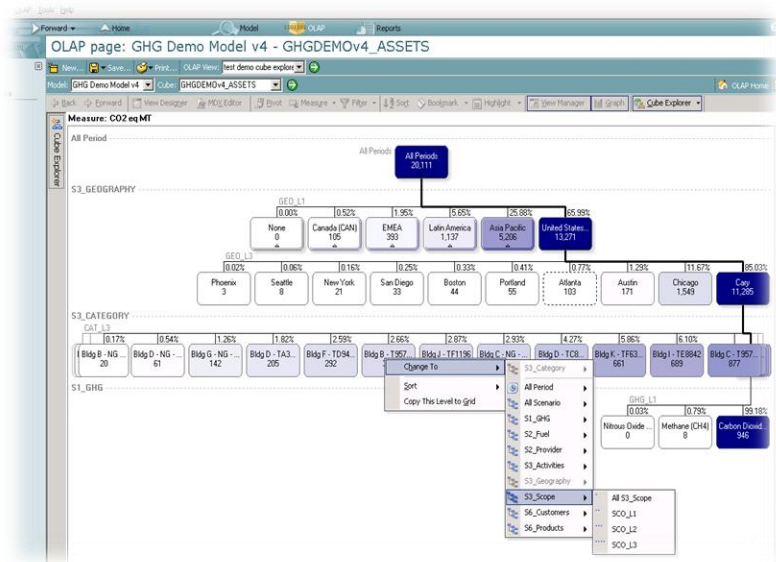 OLAP Tools Help
Forward Home Model OLAP Reports
OLAP page: GHG Demo Model v4 - GHGDEMOv4_ASSETS
New... Save... Print... OLAP View: test demo cube explore
Model: GHG Demo Model v4 Cube: GHGDEMOv4_ASSETS OLAP Home
Back Forward View Designer MDX Editor Pivot Measure Filter Sort Bookmark Highlight View Manager Graph Cube Explorer
Cube Explorer
Measure: CO2 eq MT
All Period
All Periods
All Periods
20,111
S3_GEOGRAPHY
GEO_L1
0.00% 0.52% 1.95% 5.65% 25.88% 65.99%
None Canada (CAN) EMEA Latin America Asia Pacific United States...
0 105 393 1,137 5,206 13,271
GEO_L3
0.02% 0.06% 0.16% 0.25% 0.33% 0.41% 0.77% 1.29% 11.67% 85.03%
Phoenix Seattle New York San Diego Boston Portland Atlanta Austin Chicago Cary
3 8 21 33 44 55 103 171 1,549 11,285
S3_CATEGORY
CAT_L3
0.17% 0.54% 1.26% 1.82% 2.59% 2.66% 2.87% 2.93% 4.27% 5.86% 6.10%
Bldg B - NG ... Bldg D - NG - ... Bldg G - NG - ... Bldg D - TA3... Bldg F - TD94... Bldg B - T957... Bldg J - TF1196 Bldg C - NG - ... Bldg D - TC8... Bldg K - TF63... Bldg I - TE8842 Bldg C - T957...
20 61 142 205 292 661 689 877
Change To
Sort
Copy This Level to Grid
S3_Category
All Period
All Scenario
S1_GHG
S2_Fuel
S2_Provider
S3_Activities
S3_Geography
S3_Scope
S6_Customers
S6_Products
All S3_Scope
SCO_L1
SCO_L2
SCO_L3
S1_GHG
GHG_L1
0.03% 0.79% 99.18%
Nitrous Oxide ... Methane (CH4) Carbon Dioxid...
0 8 946